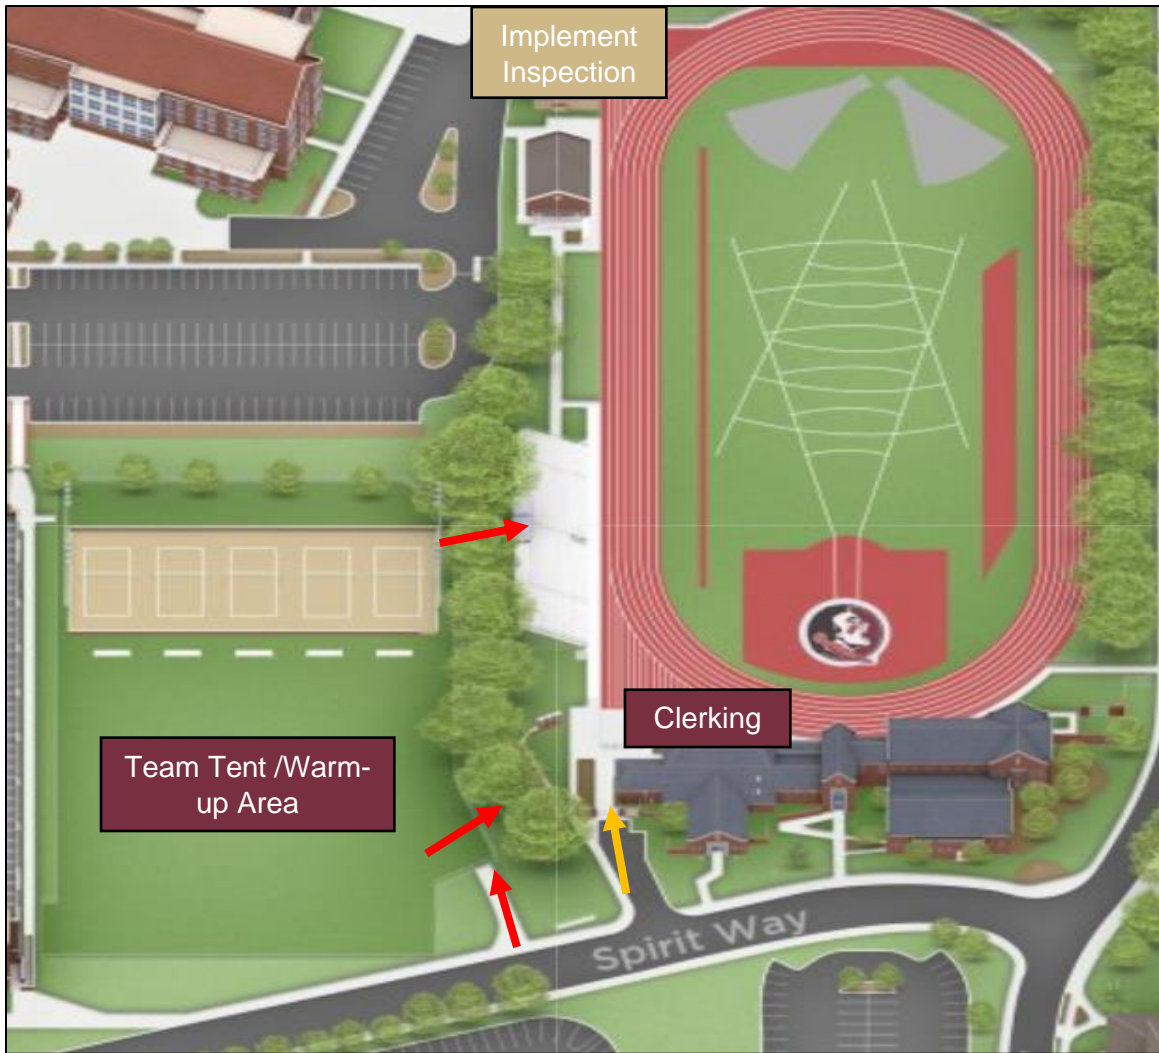 Implement
Inspection
Clerking
Team Tent /Warm-
up Area
Spirit Way